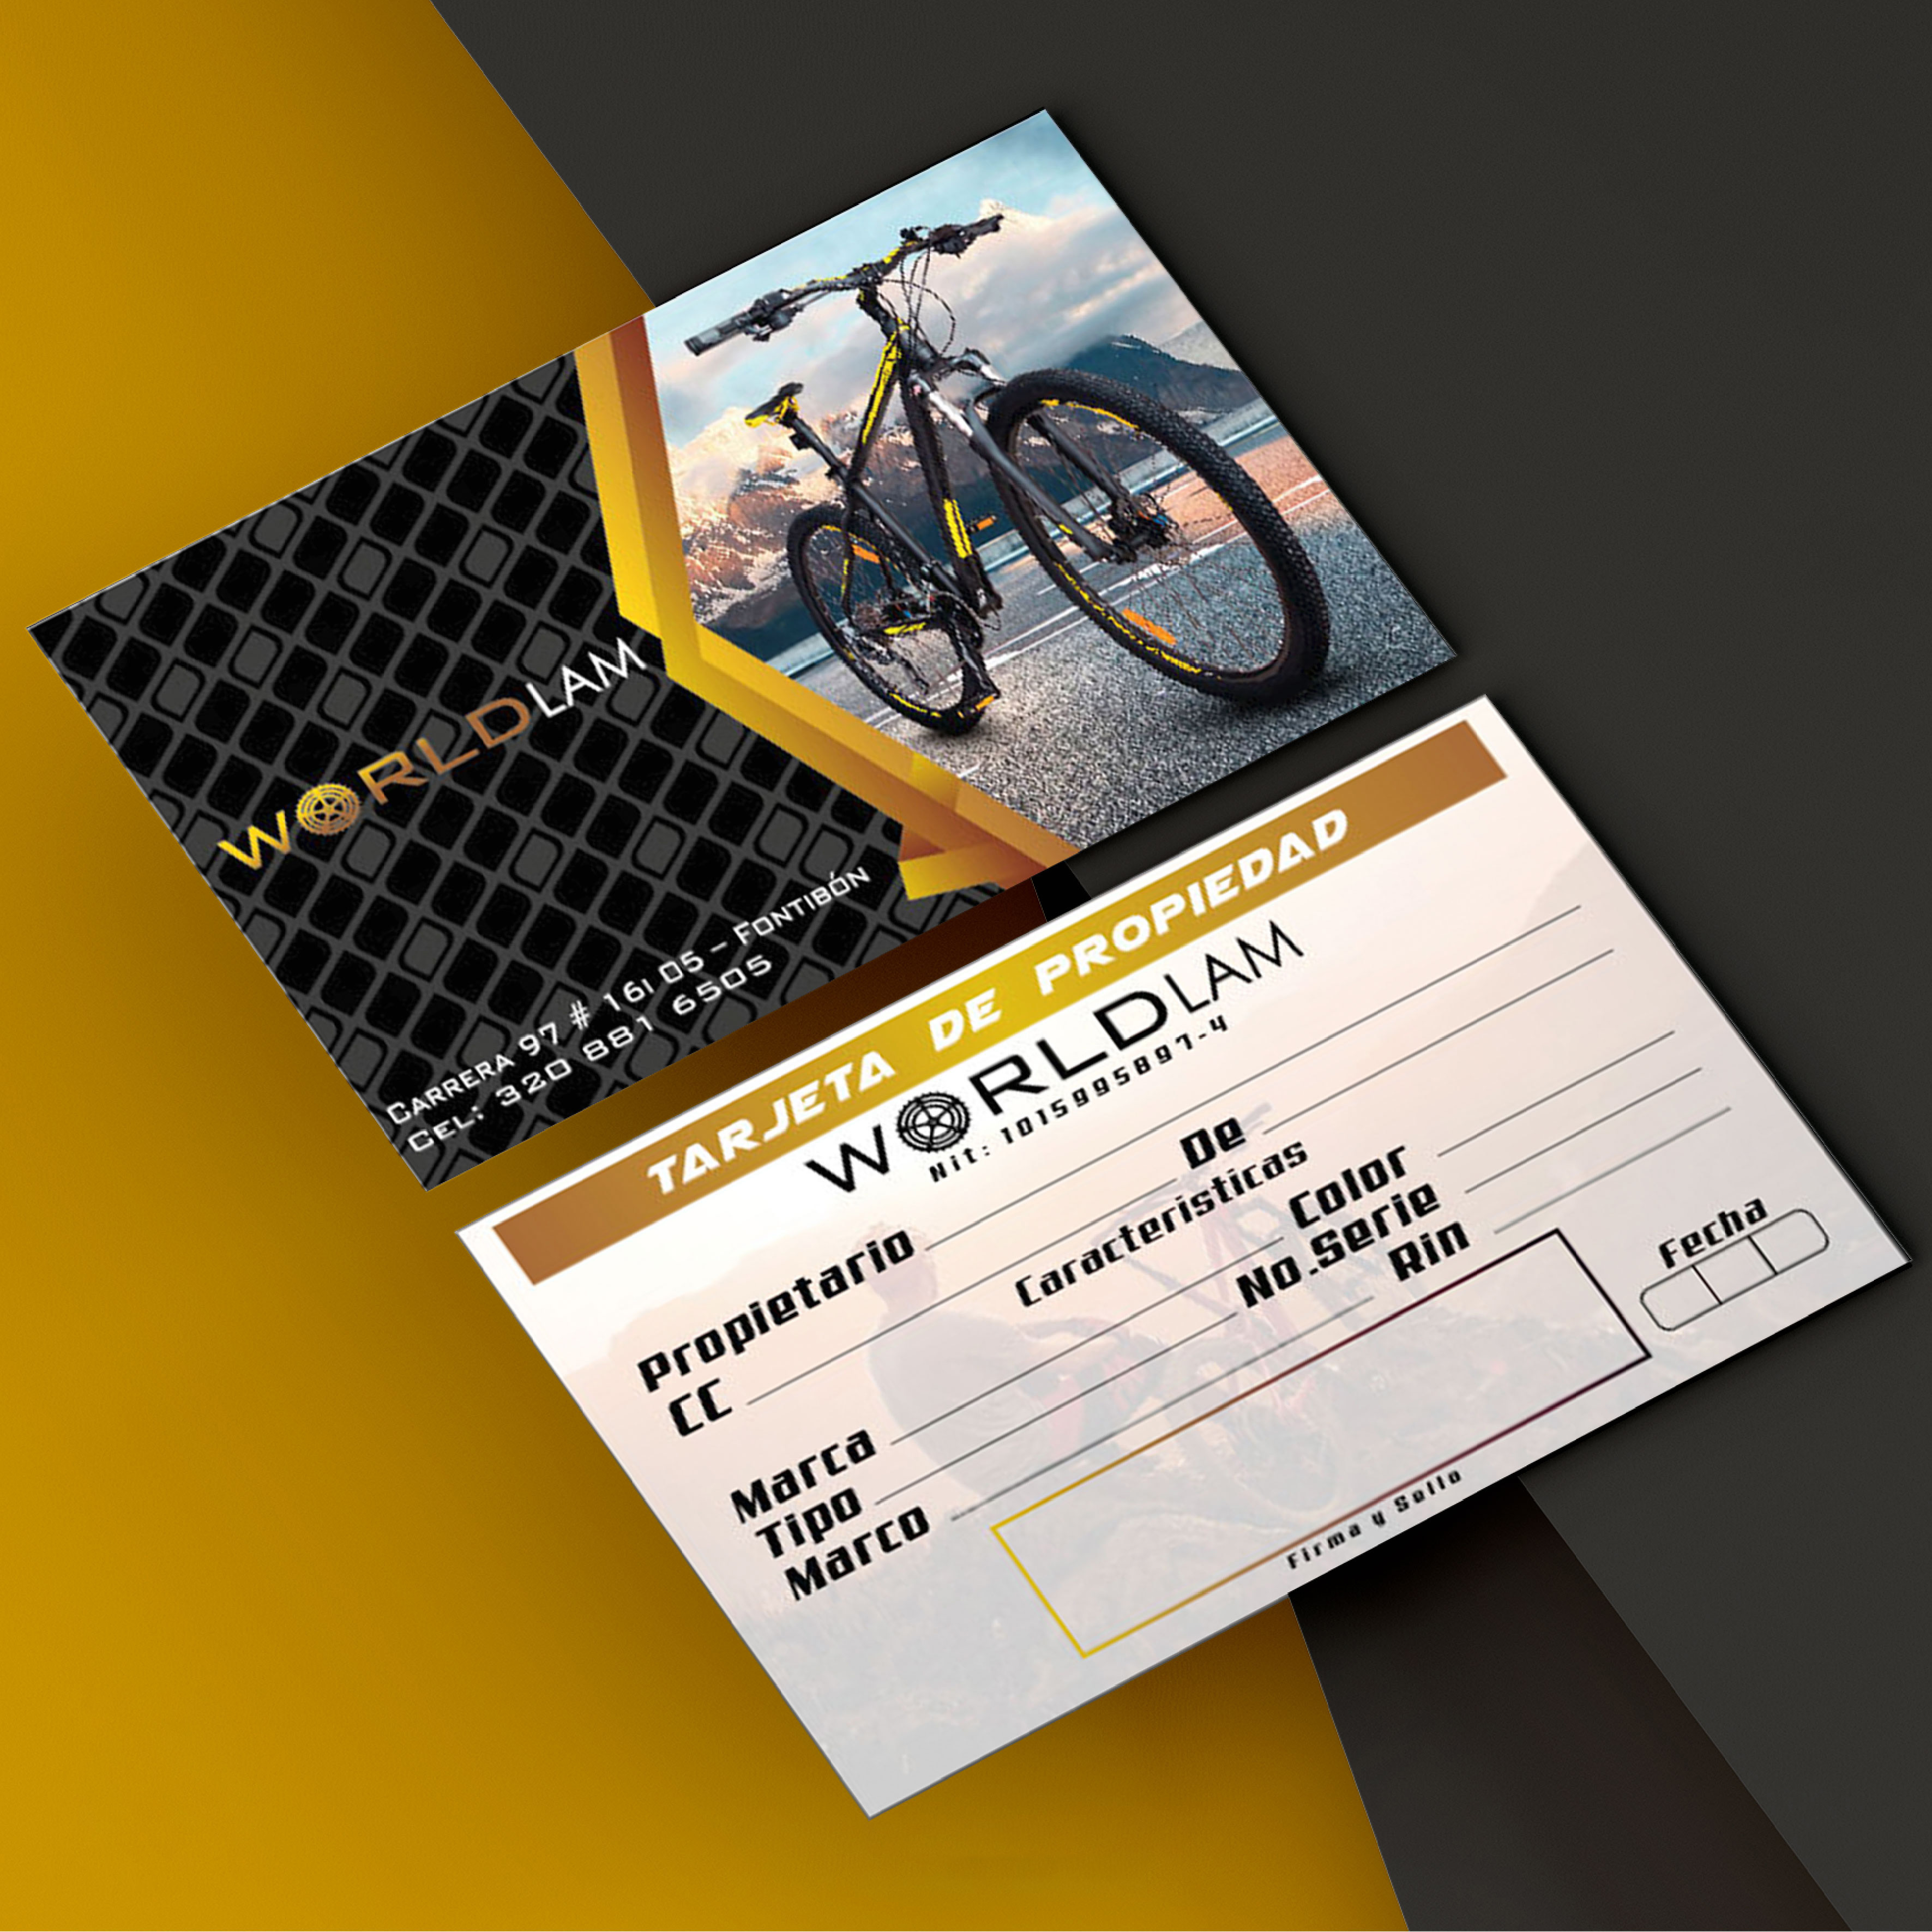 WORLDLAM
CARRERA 97 # 16I 05 – FONTIBÓN
CEL: 320 881 6505
TARJETA DE PROPIEDAD
WORLDLAM
Nit: 1015995897-4
Propietario
CC
De
Caracteristicas
Marca
Color
Tipo
No.Serie
Marco
Rin
Fecha
Firma y Sello